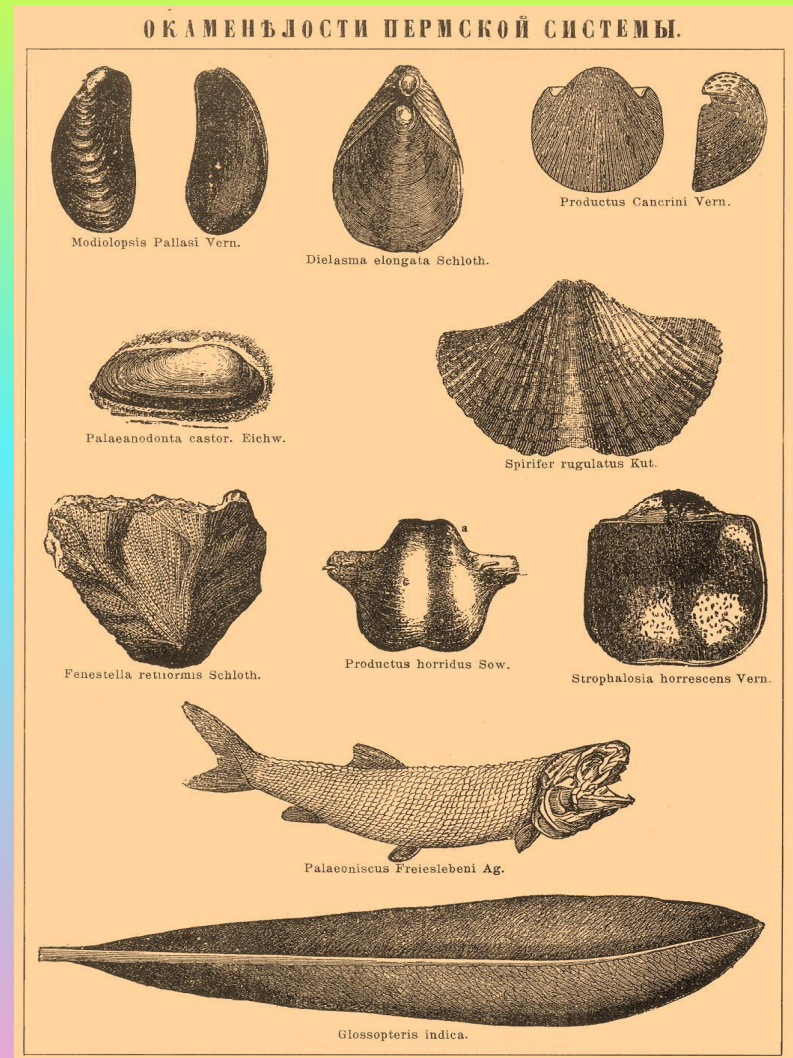 ОКАМЕНѢЛОСТИ ПЕРМСКОЙ СИСТЕМЫ.
Modiolopsis Pallasi Vern.
Dielasma elongata Schloth.
Productus Cancrini Vern.
Palaeanodonta castor. Eichw.
Spirifer rugulatus Kut.
a
Fenestella retiformis Schloth.
Productus horridus Sow.
Strophalosia horrescens Vern.
Palaeoniscus Freieslebeni Ag.
Glossopteris indica.